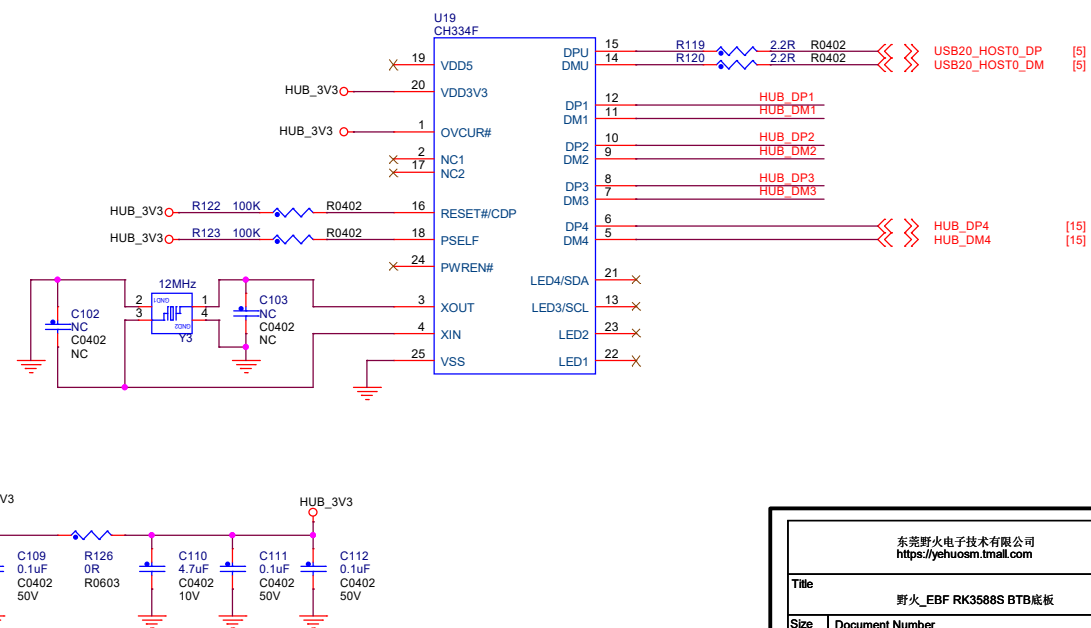 U19
CH334F
19 VDD5
HUB_3V3 20 VDD3V3
HUB_3V3 1 OVCUR#
2 NC1
17 NC2
HUB_3V3 R122 100K R0402 16 RESET#/CDP
HUB_3V3 R123 100K R0402 18 PSELF
24 PWREN#
3 XOUT
4 XIN
25 VSS
DPU 15 R119 2.2R R0402 USB20_HOST0_DP [5]
DMU 14 R120 2.2R R0402 USB20_HOST0_DM [5]
DP1 12 HUB_DP1
DM1 11 HUB_DM1
DP2 10 HUB_DP2
DM2 9 HUB_DM2
DP3 8 HUB_DP3
DM3 7 HUB_DM3
DP4 6 HUB_DP4 [15]
DM4 5 HUB_DM4 [15]
LED4/SDA 21
LED3/SCL 13
LED2 23
LED1 22
12MHz
2 GND1 1
3 GND2 4
Y3
C102
NC
C0402
NC
C103
NC
C0402
NC
V3
HUB_3V3
C109
0.1uF
C0402
50V
R126
0R
R0603
C110
4.7uF
C0402
10V
C111
0.1uF
C0402
50V
C112
0.1uF
C0402
50V
东莞野火电子技术有限公司
https://yehuosm.tmall.com
Title
野火_EBF RK3588S BTB底板
Size Document Number